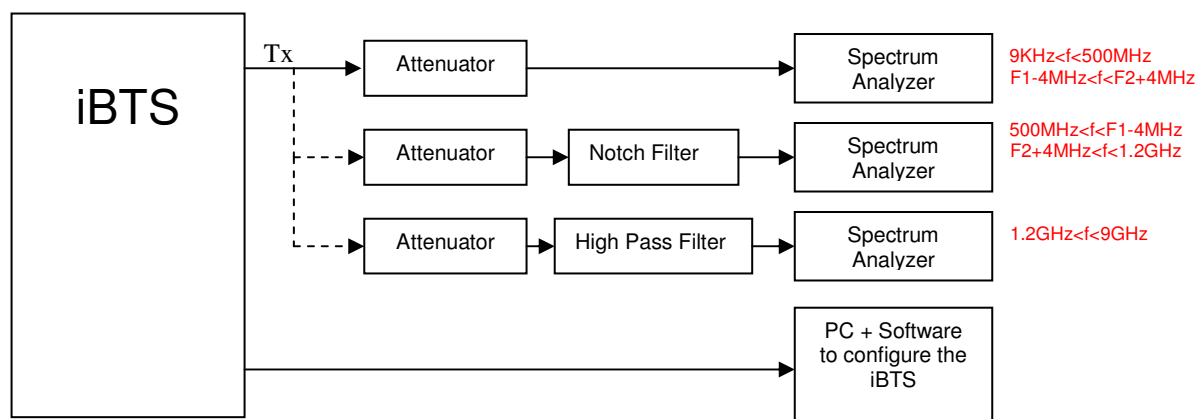 iBTS
Tx
Attenuator
Spectrum
Analyzer
9KHz<f<500MHz
F1-4MHz<f<F2+4MHz
Attenuator
Notch Filter
Spectrum
Analyzer
500MHz<f<F1-4MHz
F2+4MHz<f<1.2GHz
Attenuator
High Pass Filter
Spectrum
Analyzer
1.2GHz<f<9GHz
PC + Software
to configure the
iBTS